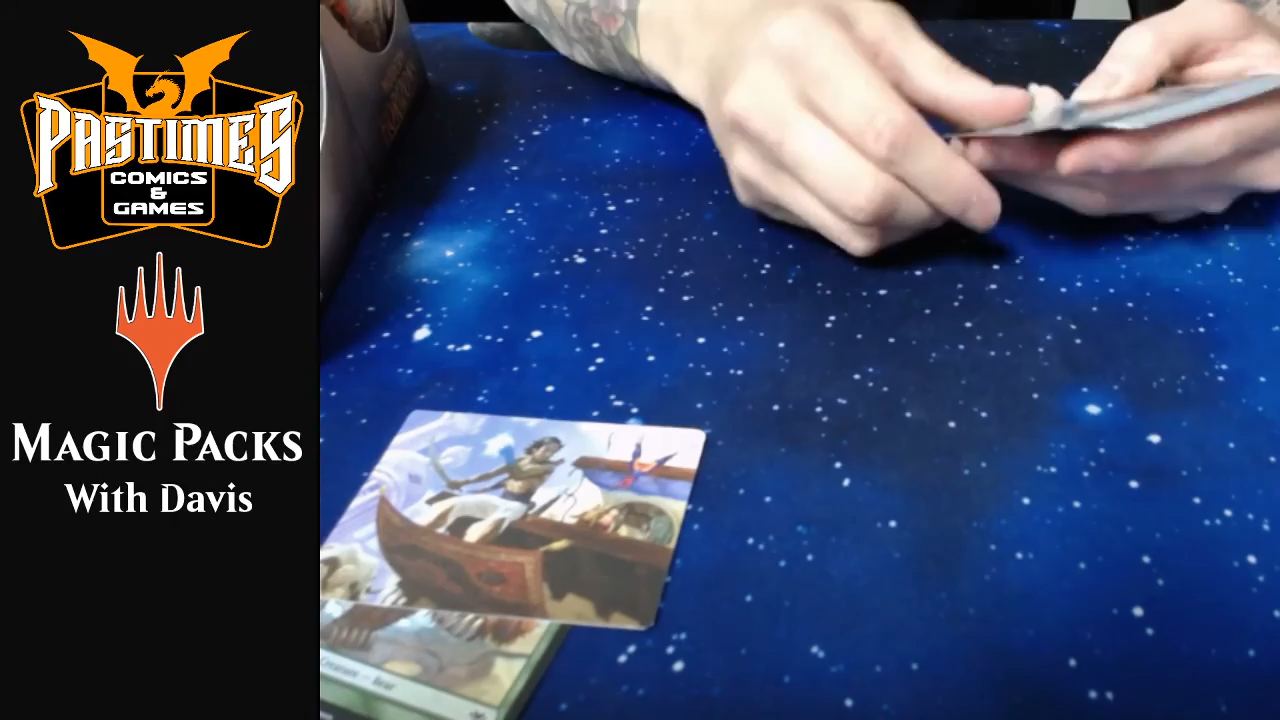 PASTIMES
COMICS
&
GAMES
MAGIC PACKS
With Davis
Creature — Bear